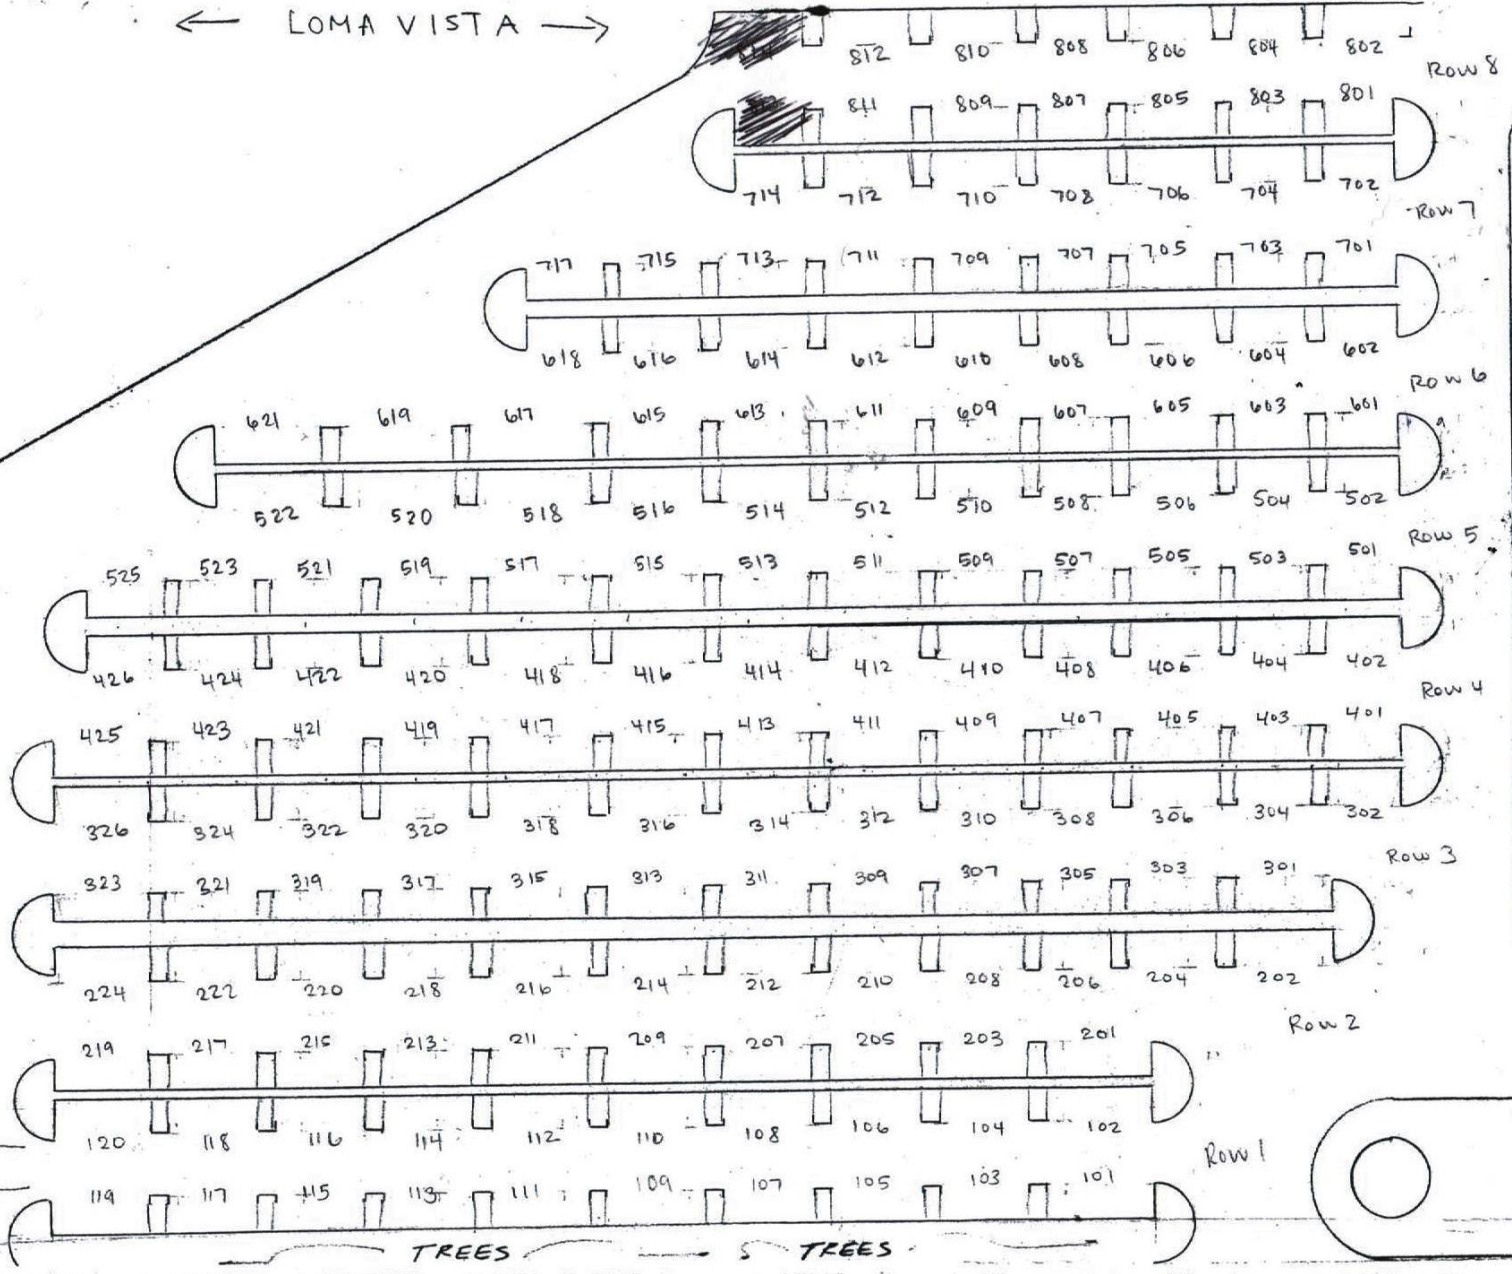 ← LOMA VISTA →
812 810 808 806 804 802
Row 8
811 809 807 805 803 801
714 712 710 708 706 704 702
Row 7
717 715 713 711 709 707 705 703 701
618 616 614 612 610 608 606 604 602
Row 6
621 619 617 615 613 611 609 607 605 603 601
522 520 518 516 514 512 510 508 506 504 502
Row 5
525 523 521 519 517 515 513 511 509 507 505 503 501
426 424 422 420 418 416 414 412 410 408 406 404 402
Row 4
425 423 421 419 417 415 413 411 409 407 405 403 401
326 324 322 320 318 316 314 312 310 308 306 304 302
Row 3
323 321 319 317 315 313 311 309 307 305 303 301
224 222 220 218 216 214 212 210 208 206 204 202
Row 2
219 217 215 213 211 209 207 205 203 201
120 118 116 114 112 110 108 106 104 102
Row 1
119 117 115 113 111 109 107 105 103 101
TREES TREES